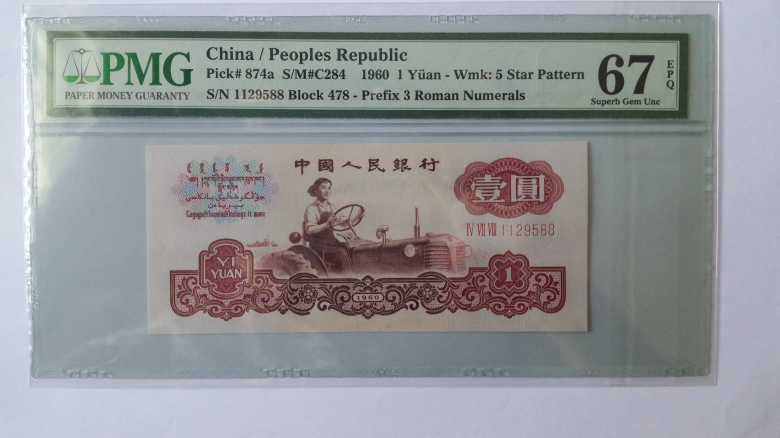 PMG
PAPER MONEY GUARANTY
China / Peoples Republic
Pick# 874a S/M#C284 1960 1 Yüan - Wmk: 5 Star Pattern
S/N 1129588 Block 478 - Prefix 3 Roman Numerals
67
Superb Gem Unc
EPQ
中國人民銀行
壹圓
IV VII VIII 1129588
YI
YUAN
1960
1